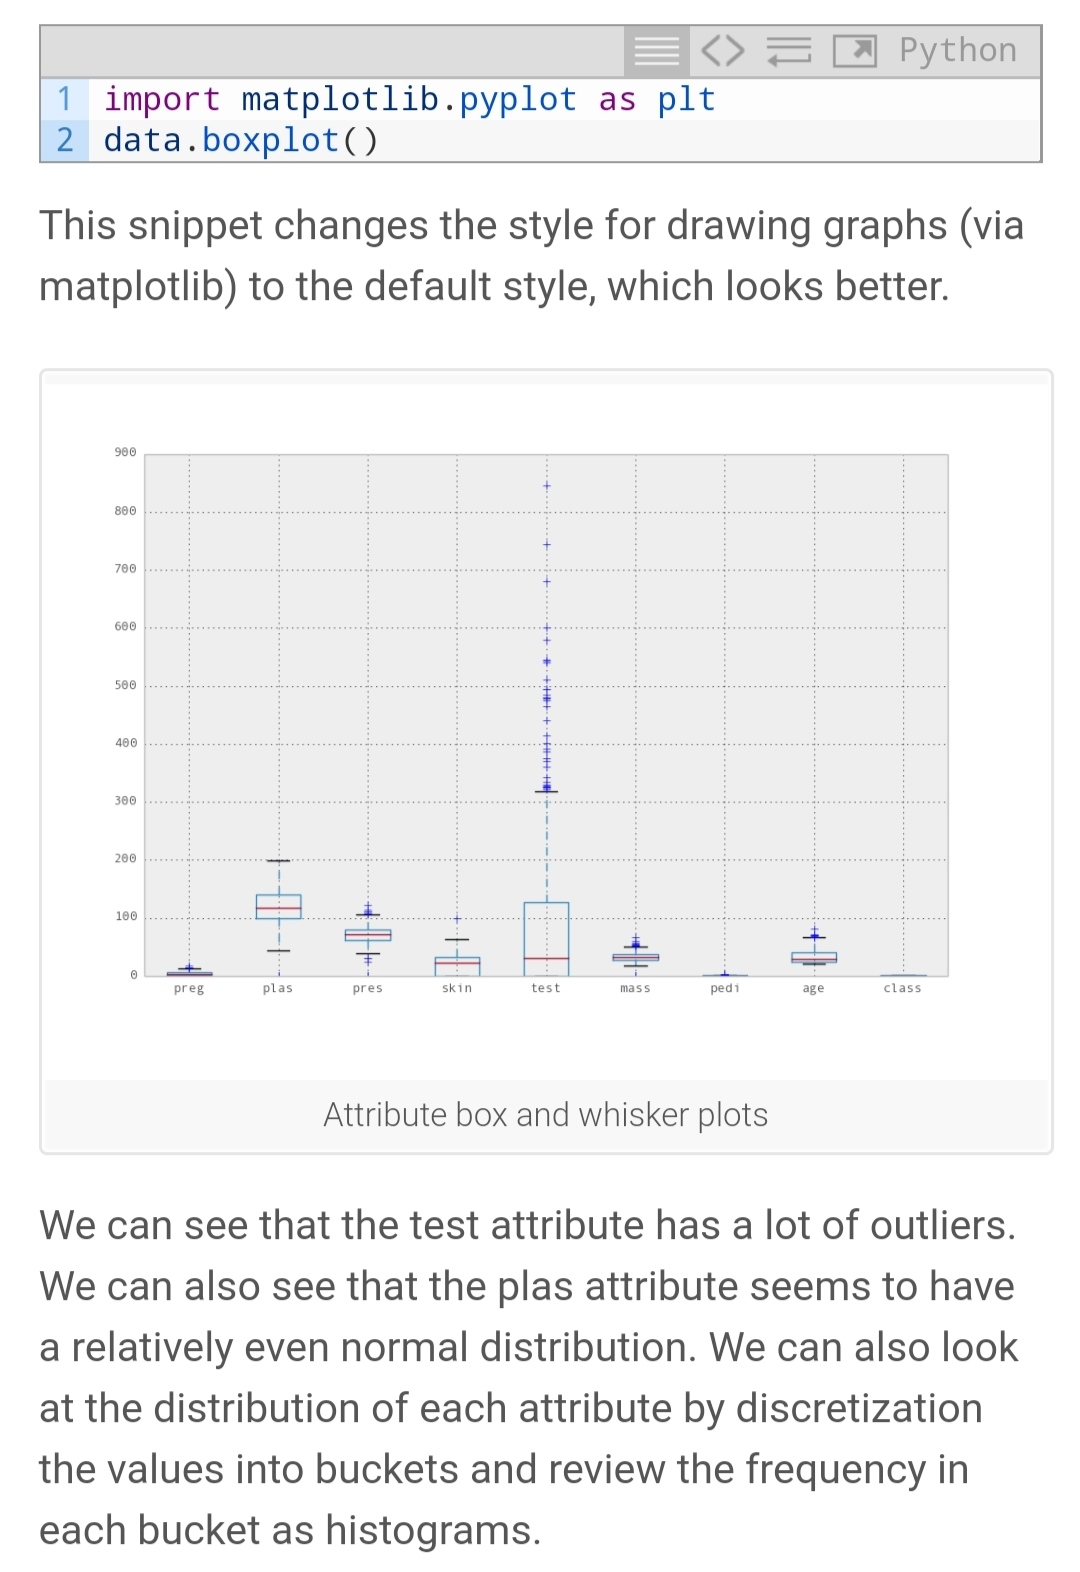 Python
1 import matplotlib.pyplot as plt
2 data.boxplot()
This snippet changes the style for drawing graphs (via
matplotlib) to the default style, which looks better.
900
800
700
600
500
400
300
200
100
0
preg plas pres skin test mass pedi age class
Attribute box and whisker plots
We can see that the test attribute has a lot of outliers.
We can also see that the plas attribute seems to have
a relatively even normal distribution. We can also look
at the distribution of each attribute by discretization
the values into buckets and review the frequency in
each bucket as histograms.